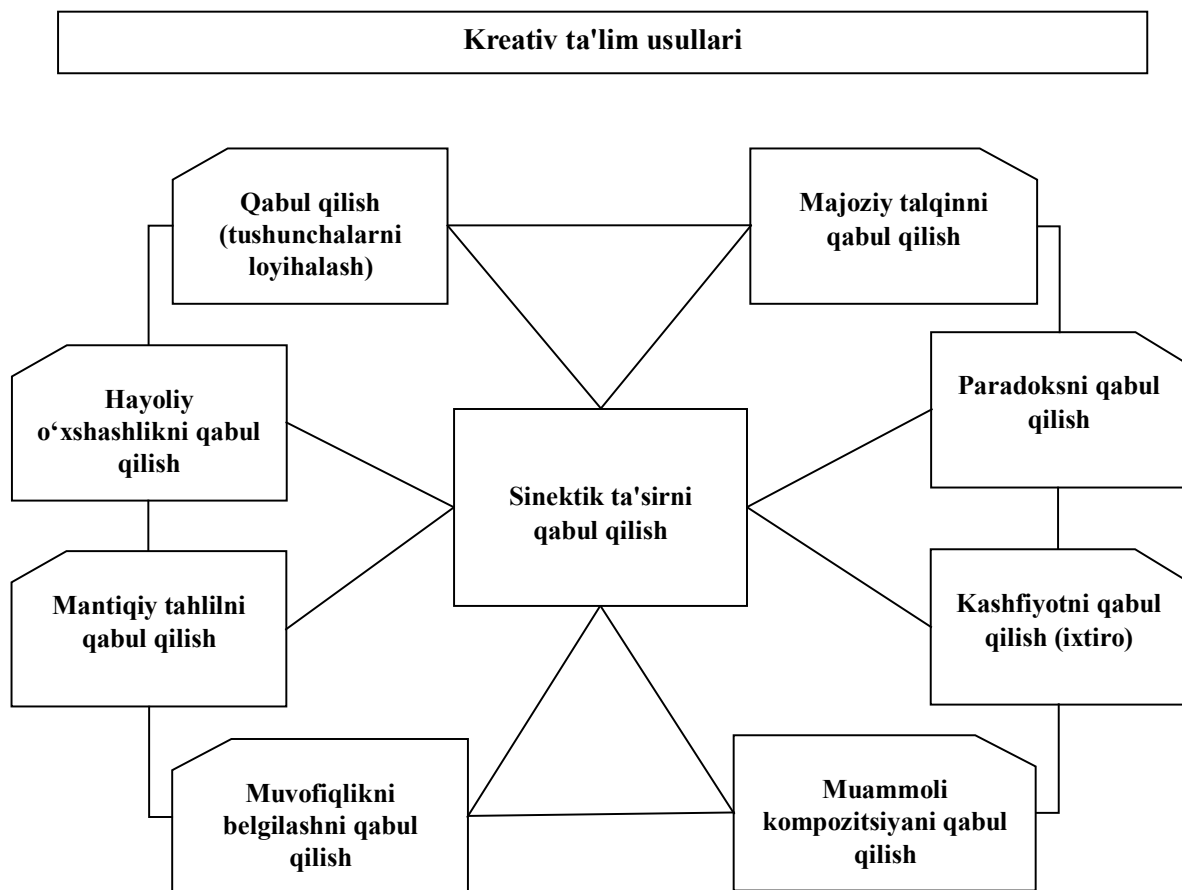 Kreativ ta'lim usullari
Qabul qilish
(tushunchalarni
loyihalash)
Majoziy talqinni
qabul qilish
Hayoliy
o‘xshashlikni qabul
qilish
Paradoksni qabul
qilish
Sinektik ta'sirni
qabul qilish
Mantiqiy tahlilni
qabul qilish
Kashfiyotni qabul
qilish (ixtiro)
Muvofiqlikni
belgilashni qabul
qilish
Muammoli
kompozitsiyani qabul
qilish